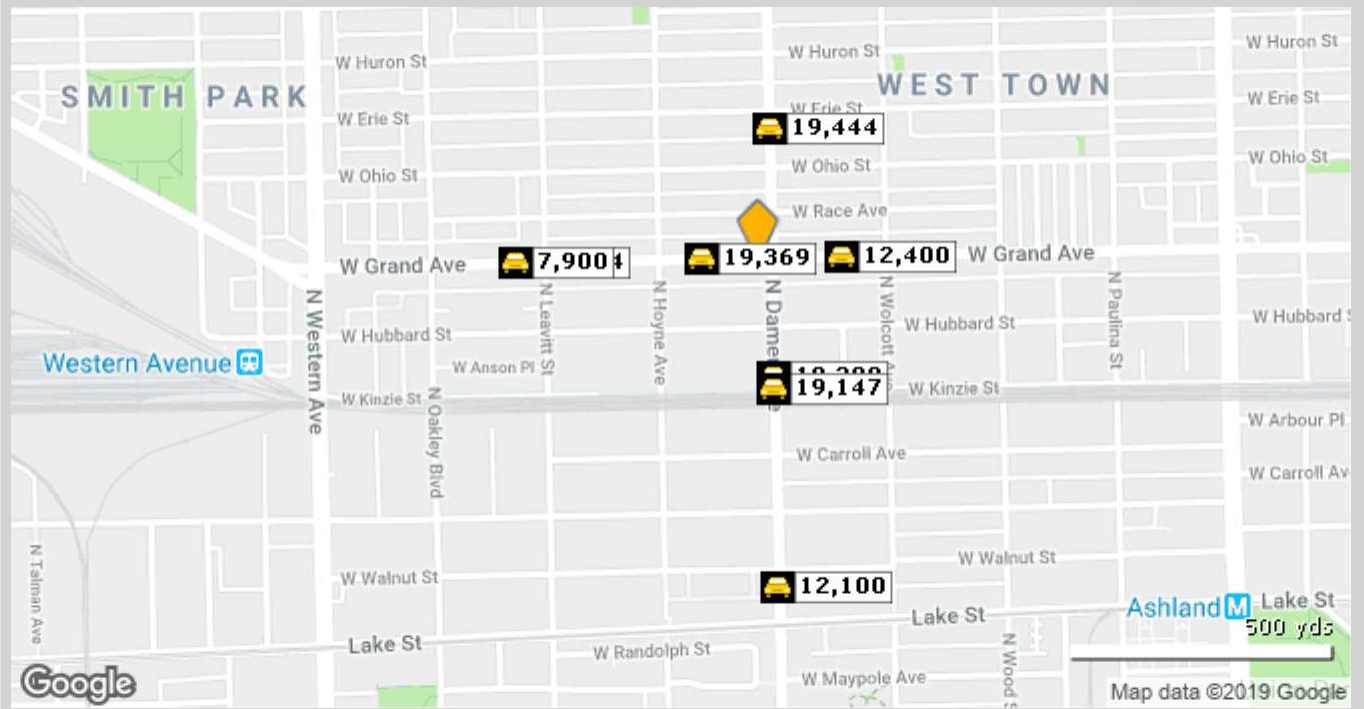 W Huron St
W Huron St
W Huron St
SMITH PARK
WEST TOWN
W Erie St
W Erie St
W Erie St
19,444
W Ohio St
W Ohio St
W Ohio St
W Race Ave
W Grand Ave
7,900
19,369
12,400
W Grand Ave
N Western Ave
N Leavitt St
N Hoyne Ave
N Wolcott
N Paulina St
W Hubbard St
W Hubbard St
W Hubbard
Western Avenue
W Anson Pl
19,147
W Kinzie St
W Kinzie St
N Oakley Blvd
W Arbour Pl
W Carroll Ave
W Carroll Av
N Talman Ave
W Walnut St
W Walnut St
12,100
Ashland M Lake St
Lake St
Lake St
500 yds
W Randolph St
N Wood S
W Maypole Ave
Google
Map data ©2019 Google